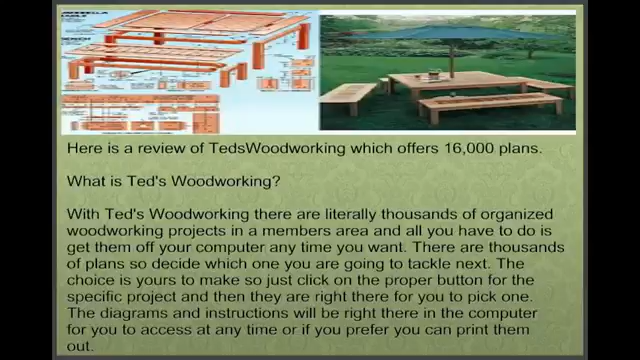 Here is a review of TedsWoodworking which offers 16,000 plans.
What is Ted's Woodworking?
With Ted's Woodworking there are literally thousands of organized
woodworking projects in a members area and all you have to do is
get them off your computer any time you want. There are thousands
of plans so decide which one you are going to tackle next. The
choice is yours to make so just click on the proper button for the
specific project and then they are right there for you to pick one.
The diagrams and instructions will be right there in the computer
for you to access at any time or if you prefer you can print them
out.